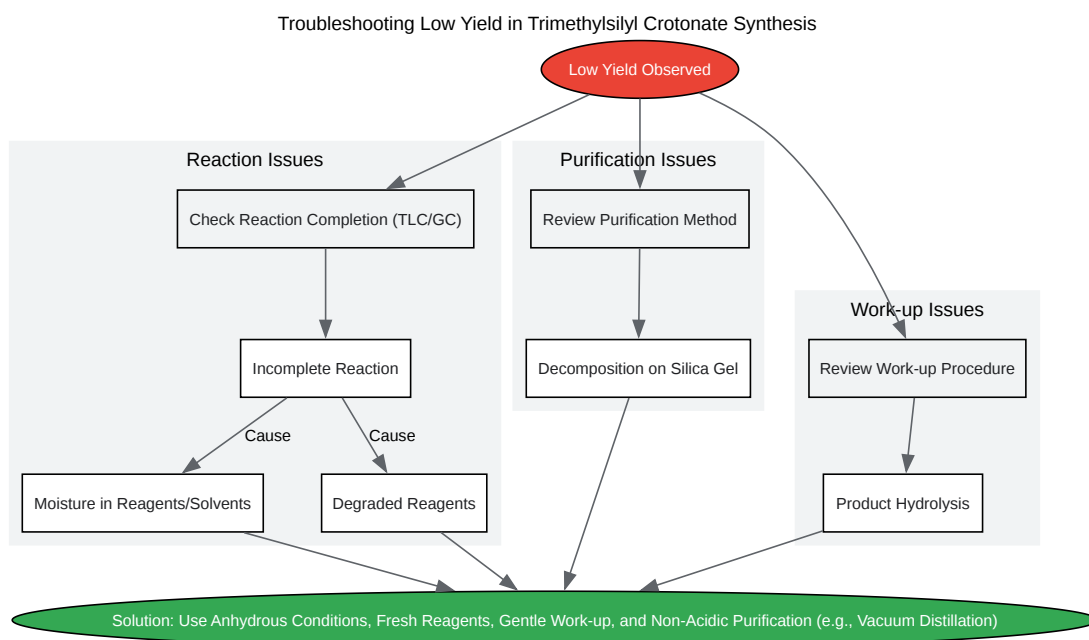 Troubleshooting Low Yield in Trimethylsilyl Crotonate Synthesis
Low Yield Observed
Reaction Issues
Purification Issues
Check Reaction Completion (TLC/GC)
Review Purification Method
Work-up Issues
Incomplete Reaction
Decomposition on Silica Gel
Review Work-up Procedure
Cause
Cause
Moisture in Reagents/Solvents
Degraded Reagents
Product Hydrolysis
Solution: Use Anhydrous Conditions, Fresh Reagents, Gentle Work-up, and Non-Acidic Purification (e.g., Vacuum Distillation)